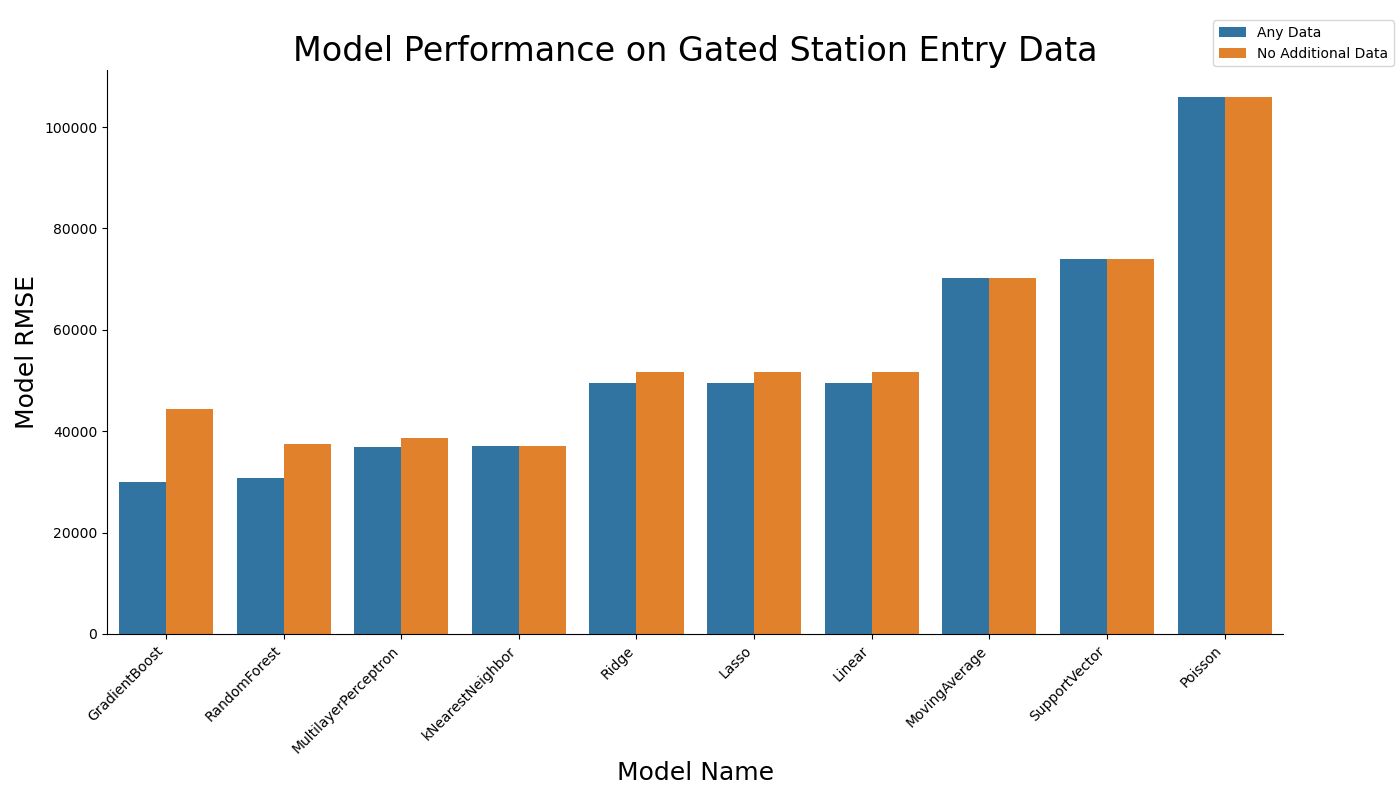 Model Performance on Gated Station Entry Data
Any Data
No Additional Data
Model RMSE
100000
80000
60000
40000
20000
0
GradientBoost
RandomForest
MultilayerPerceptron
kNearestNeighbor
Ridge
Lasso
Linear
MovingAverage
SupportVector
Poisson
Model Name